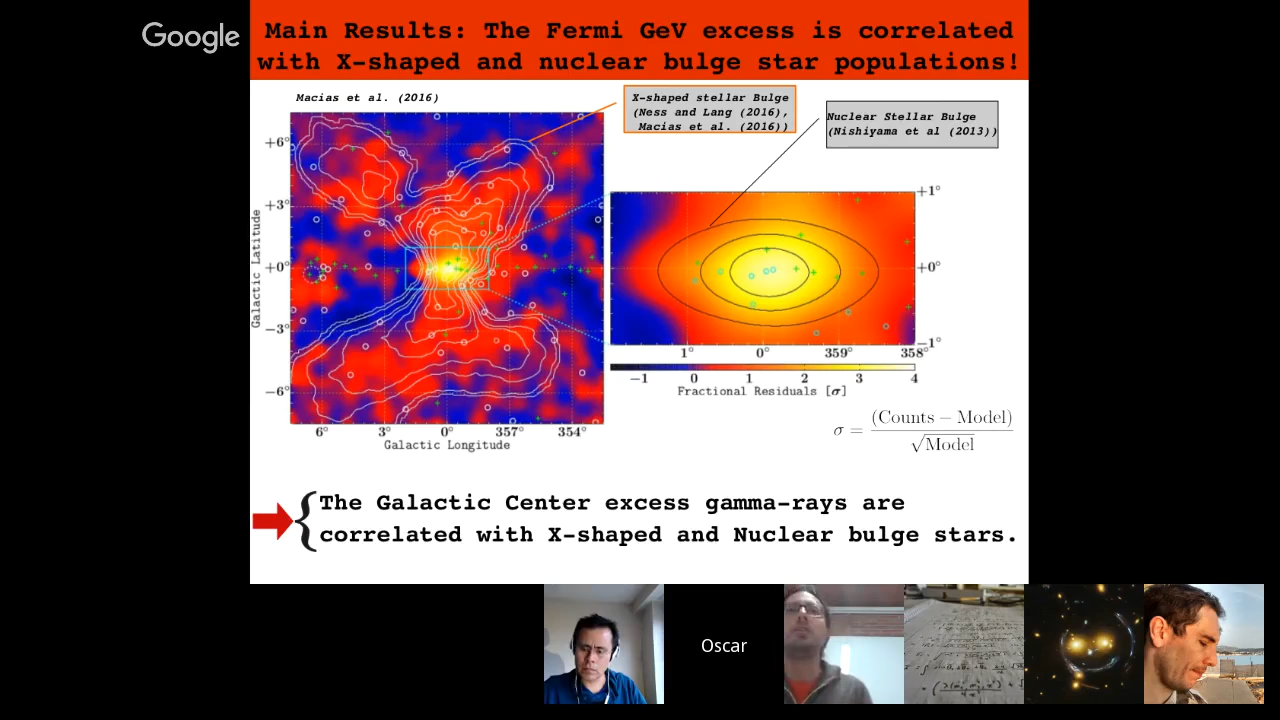 Google
Main Results: The Fermi GeV excess is correlated
with X-shaped and nuclear bulge star populations!
Macias et al. (2016)
X-shaped stellar Bulge
(Ness and Lang (2016),
Macias et al. (2016))
Nuclear Stellar Bulge
(Nishiyama et al (2013))
+6°
+3°
+0°
−3°
−6°
Galactic Latitude
6° 3° 0° 357° 354°
Galactic Longitude
+1°
+0°
−1°
1° 0° 359° 358°
−1 0 1 2 3 4
Fractional Residuals [σ]
σ = (Counts − Model) / √Model
The Galactic Center excess gamma-rays are
correlated with X-shaped and Nuclear bulge stars.
Oscar